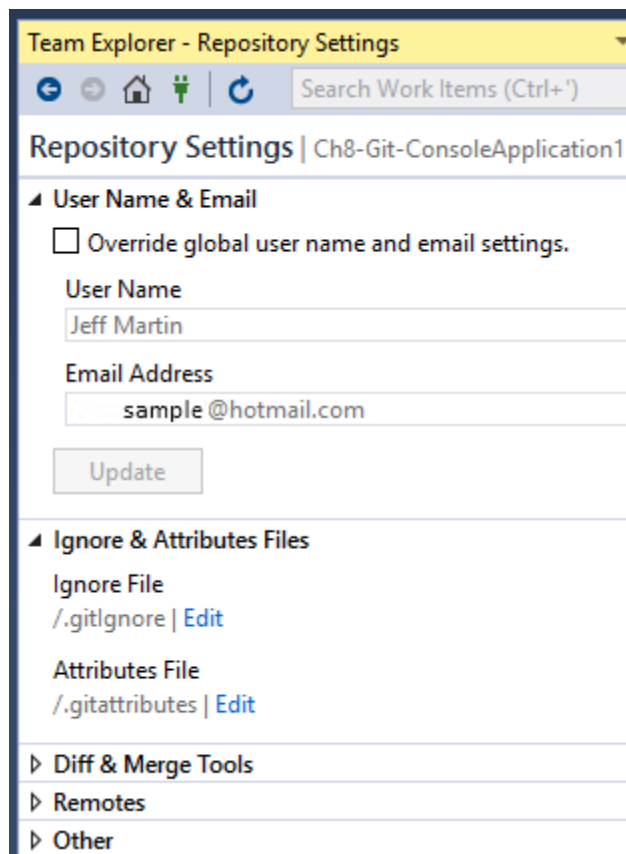 Team Explorer - Repository Settings
Search Work Items (Ctrl+')
Repository Settings | Ch8-Git-ConsoleApplication1
User Name & Email
Override global user name and email settings.
User Name
Jeff Martin
Email Address
sample @hotmail.com
Update
Ignore & Attributes Files
Ignore File
/.gitIgnore | Edit
Attributes File
/.gitattributes | Edit
Diff & Merge Tools
Remotes
Other